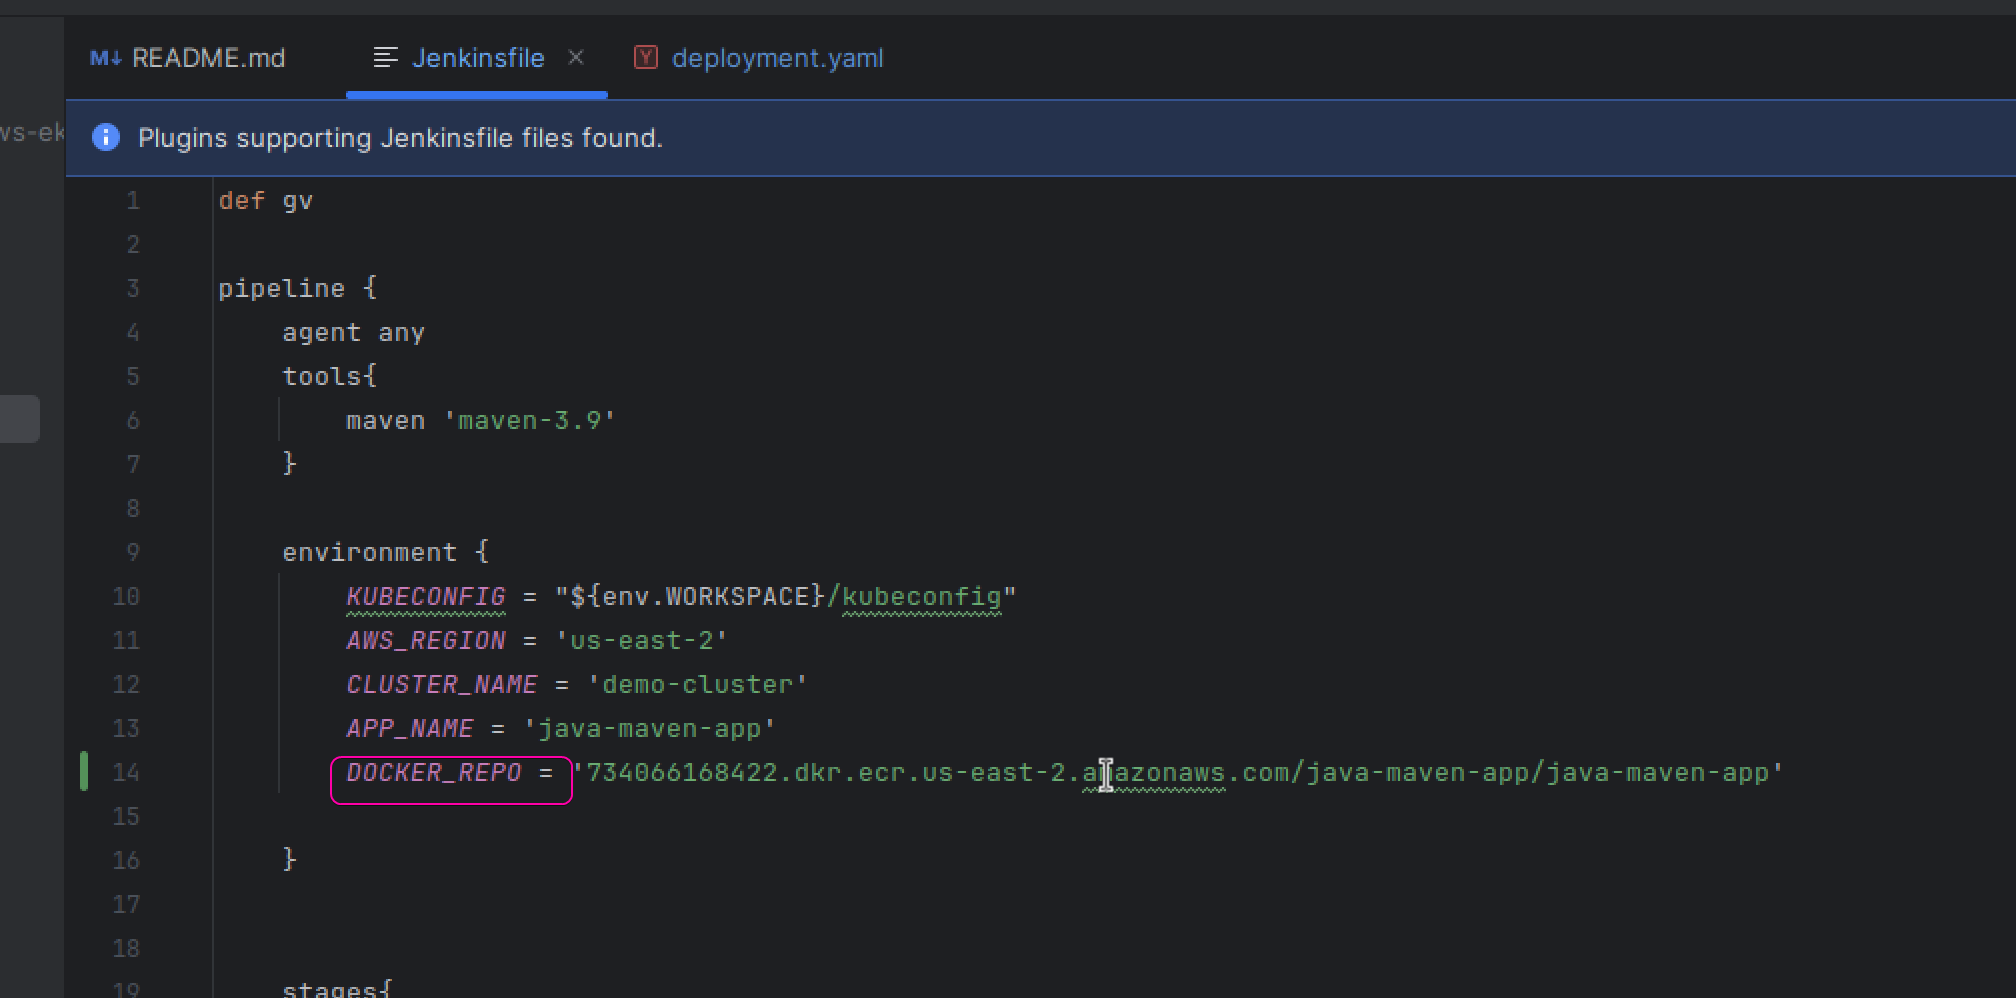 README.md Jenkinsfile deployment.yaml
ws-ek
Plugins supporting Jenkinsfile files found.
1 def gv
2
3 pipeline {
4 agent any
5 tools{
6 maven 'maven-3.9'
7 }
8
9 environment {
10 KUBECONFIG = "${env.WORKSPACE}/kubeconfig"
11 AWS_REGION = 'us-east-2'
12 CLUSTER_NAME = 'demo-cluster'
13 APP_NAME = 'java-maven-app'
14 DOCKER_REPO = '734066168422.dkr.ecr.us-east-2.amazonaws.com/java-maven-app/java-maven-app'
15
16 }
17
18
19 stages{